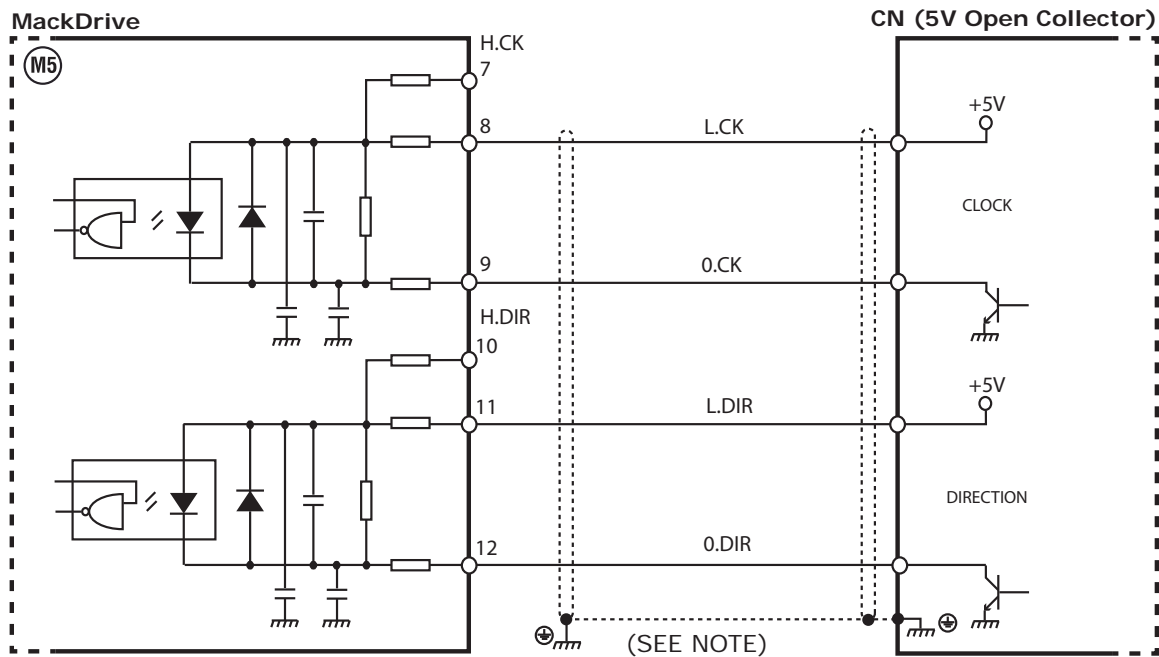 MackDrive
CN (5V Open Collector)
M5
H.CK
7
8
L.CK
+5V
CLOCK
9
0.CK
H.DIR
10
+5V
11
L.DIR
DIRECTION
12
0.DIR
(SEE NOTE)